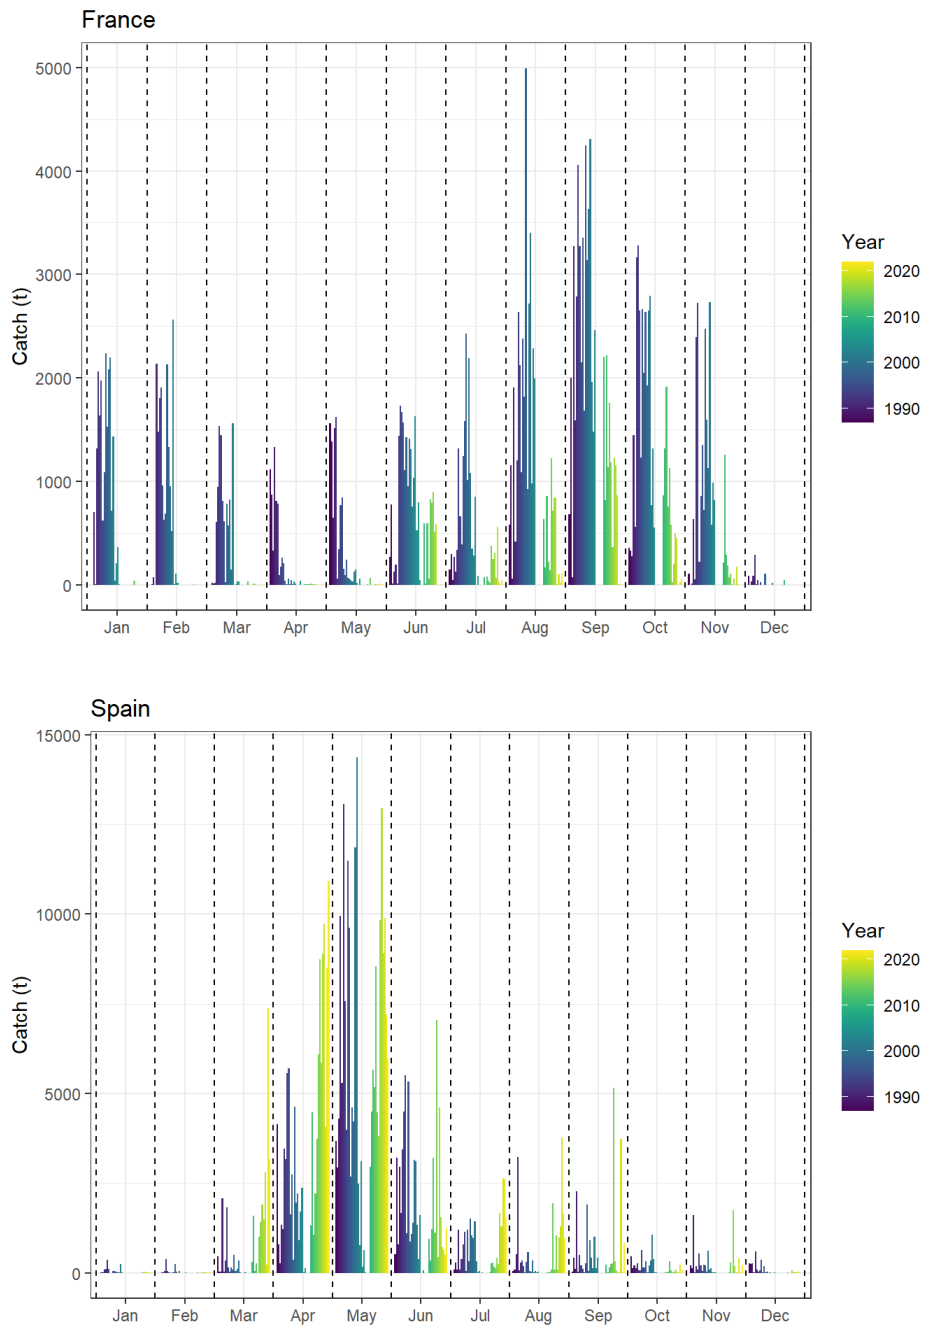 France
5000
4000
3000
2000
1000
0
Catch (t)
Jan Feb Mar Apr May Jun Jul Aug Sep Oct Nov Dec
Year
2020
2010
2000
1990
Spain
15000
10000
5000
0
Catch (t)
Jan Feb Mar Apr May Jun Jul Aug Sep Oct Nov Dec
Year
2020
2010
2000
1990